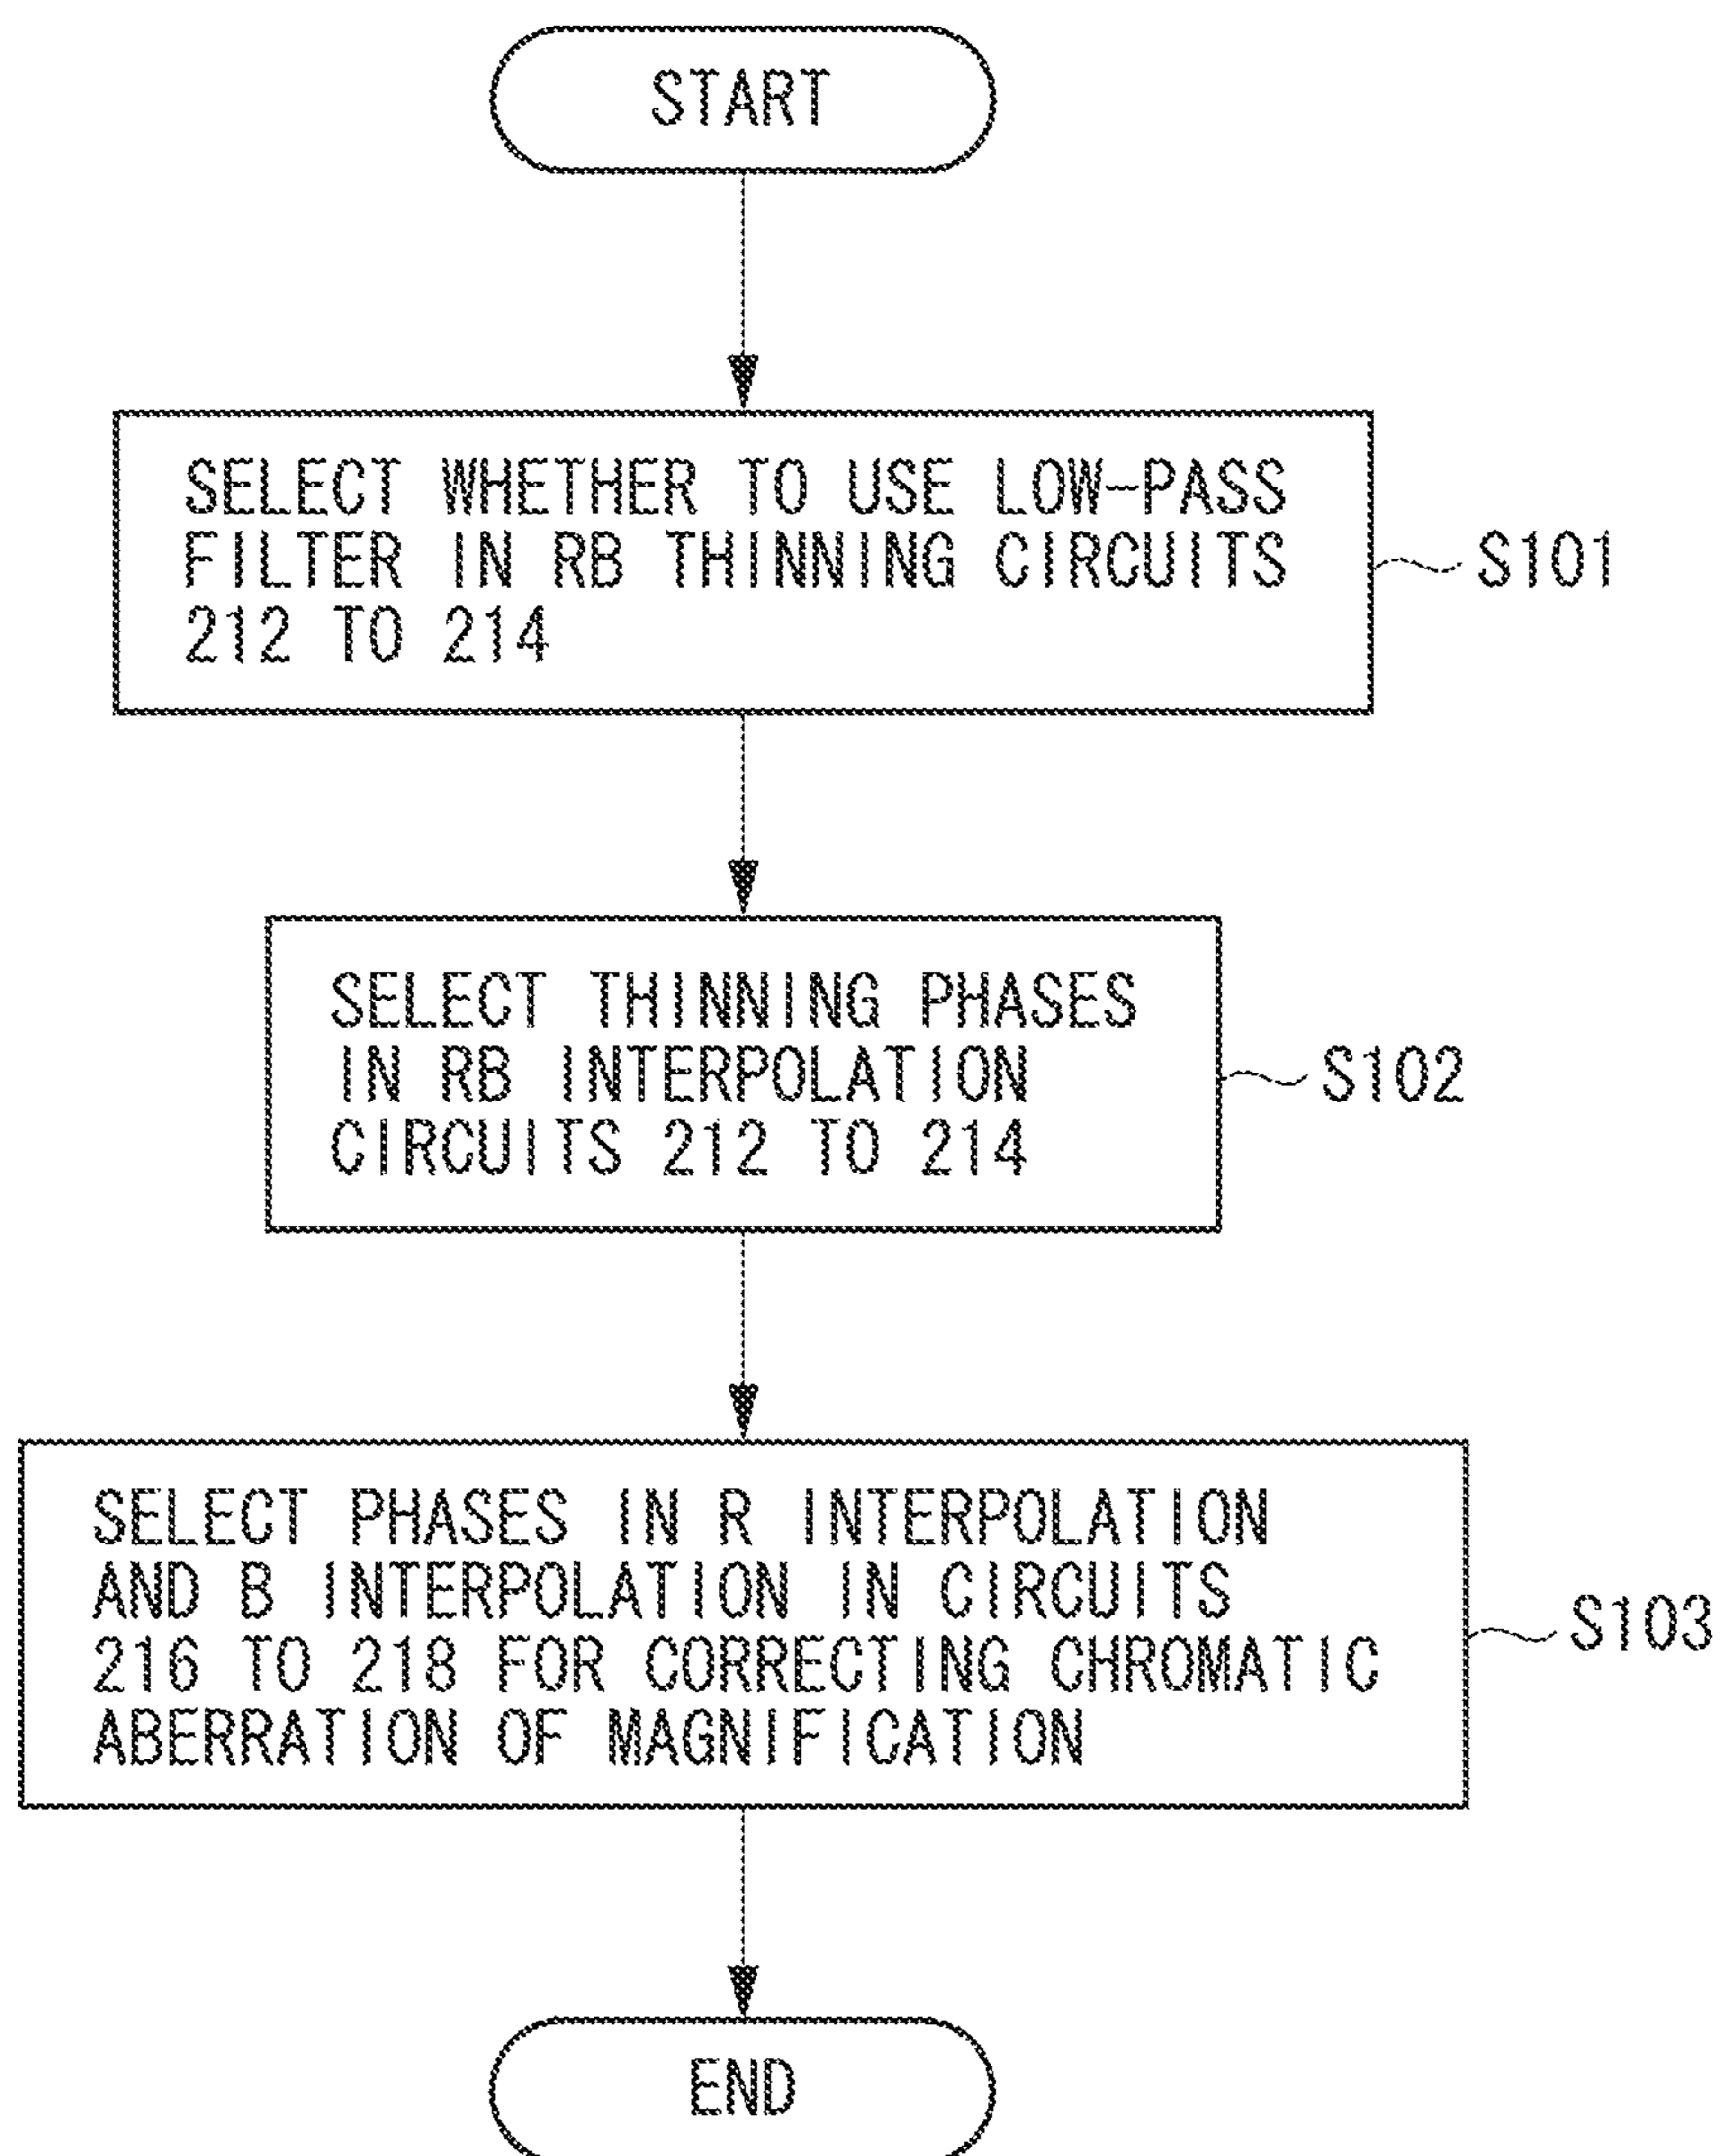 START
SELECT WHETHER TO USE LOW-PASS
FILTER IN RB THINNING CIRCUITS
212 TO 214
S101
SELECT THINNING PHASES
IN RB INTERPOLATION
CIRCUITS 212 TO 214
S102
SELECT PHASES IN R INTERPOLATION
AND B INTERPOLATION IN CIRCUITS
216 TO 218 FOR CORRECTING CHROMATIC
ABERRATION OF MAGNIFICATION
S103
END